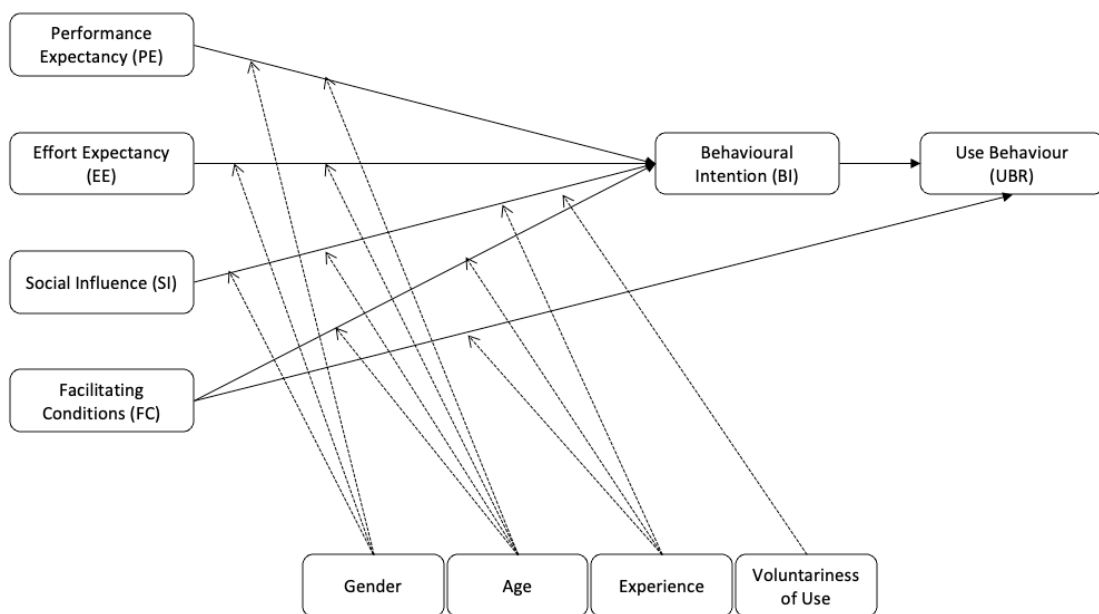 Performance
Expectancy (PE)
Effort Expectancy
(EE)
Behavioural
Intention (BI)
Use Behaviour
(UBR)
Social Influence (SI)
Facilitating
Conditions (FC)
Gender
Age
Experience
Voluntariness
of Use